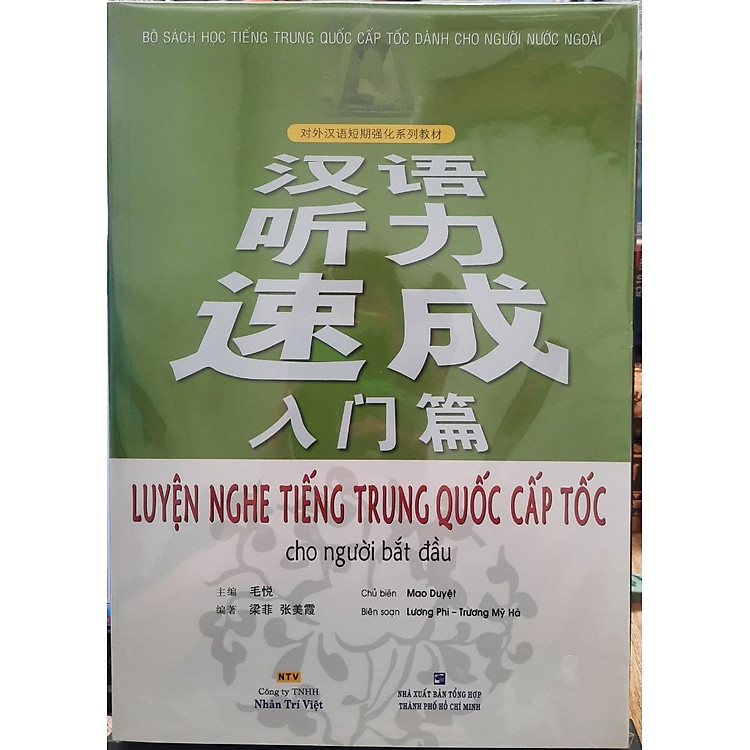 BỘ SÁCH HỌC TIẾNG TRUNG QUỐC CẤP TỐC DÀNH CHO NGƯỜI NƯỚC NGOÀI
对外汉语短期强化系列教材
汉语
听力
速成
入门篇
LUYỆN NGHE TIẾNG TRUNG QUỐC CẤP TỐC
cho người bắt đầu
主编 毛悦 Chủ biên Mao Duyệt
编著 梁菲 张美霞 Biên soạn Lương Phi – Trương Mỹ Hà
NTV
Công ty TNHH
Nhân Trí Việt
NHÀ XUẤT BẢN TỔNG HỢP
THÀNH PHỐ HỒ CHÍ MINH